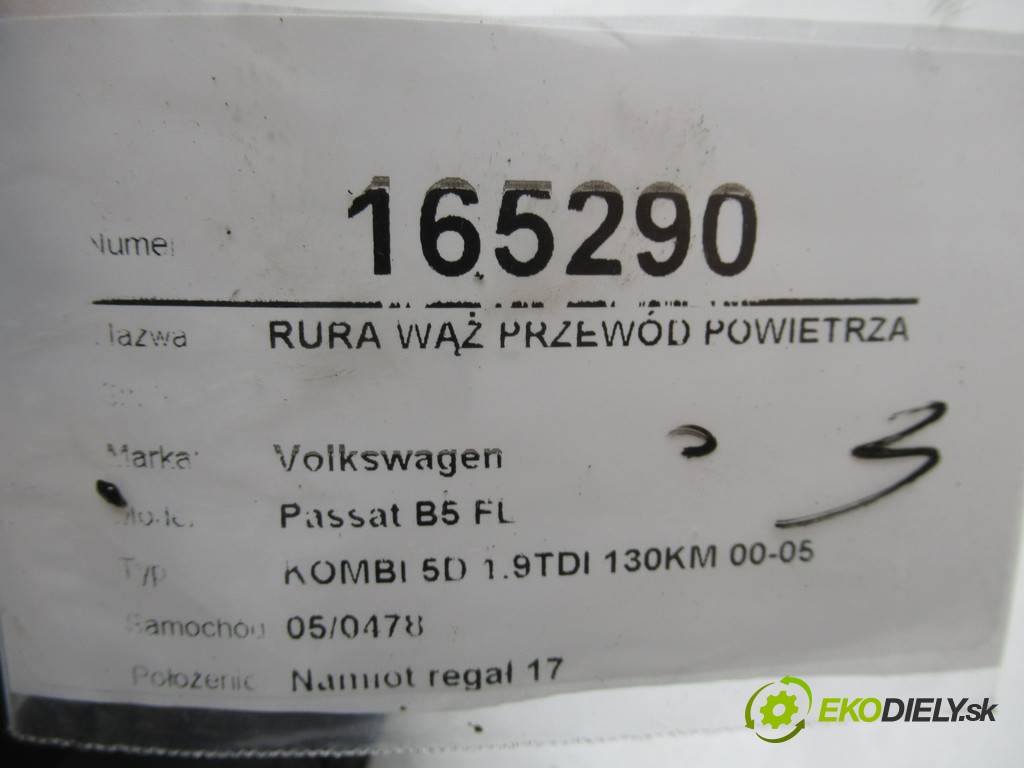 Numer 165290
Nazwa RURA WĄŻ PRZEWÓD POWIETRZA
Marka: Volkswagen
Model Passat B5 FL
Typ KOMBI 5D 1.9TDI 130KM 00-05
Samochód 05/0478
Położenie Namiot regał 17
3
EKODIELY.sk